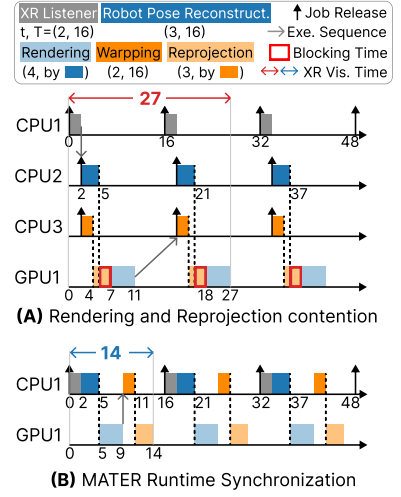 XR Listener
Robot Pose Reconstruct.
Job Release
t, T=(2, 16)
(3, 16)
Exe. Sequence
Rendering
Warpping
Reprojection
Blocking Time
(4, by )
(2, 16)
(3, by )
XR Vis. Time
27
CPU1
0
16
32
48
CPU2
2
5
21
37
CPU3
GPU1
0
4
7
11
18
27
(A) Rendering and Reprojection contention
14
CPU1
0
2
5
11
16
21
32
37
48
GPU1
5
9
14
(B) MATER Runtime Synchronization